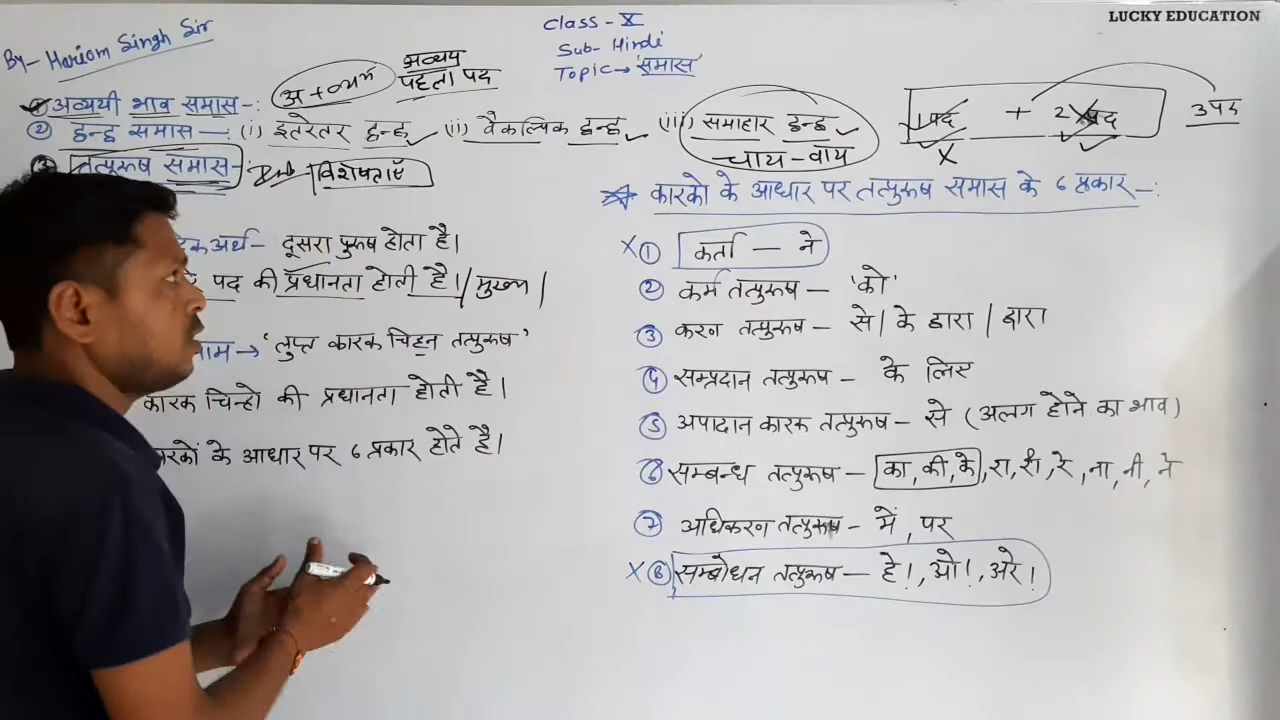 LUCKY EDUCATION
By- Hariom Singh Sir
Class - X
Sub- Hindi
Topic → 'समास'
① अव्ययी भाव समास -:
अ + व्यय
अव्यय
पहला पद
② द्वन्द्व समास - : (i) इतरेतर द्वन्द्व (ii) वैकल्पिक द्वन्द्व (iii) समाहार द्वन्द्व
चाय - वाय
पद + 2 पद
3 पद
X
③ तत्पुरूष समास -:
विशेषताएँ
अर्थ - दूसरा पुरूष होता है।
पद की प्रधानता होती है। / मुख्य |
नाम → 'लुप्त कारक चिह्न तत्पुरूष'
कारक चिन्हो की प्रधानता होती है।
के आधार पर 6 प्रकार होते है।
कारको के आधार पर तत्पुरूष समास के 6 प्रकार -:
X ① कर्ता — ने
② कर्म तत्पुरूष - 'को'
③ करण तत्पुरूष - से / के द्वारा / द्वारा
④ सम्प्रदान तत्पुरूष - के लिए
⑤ अपादान कारक तत्पुरूष - से (अलग होने का भाव)
⑥ सम्बन्ध तत्पुरूष - का, की, के, रा, री, रे, ना, नी, ने
⑦ अधिकरण तत्पुरूष - में, पर
X ⑧ सम्बोधन तत्पुरूष — हे!, ओ!, अरे!